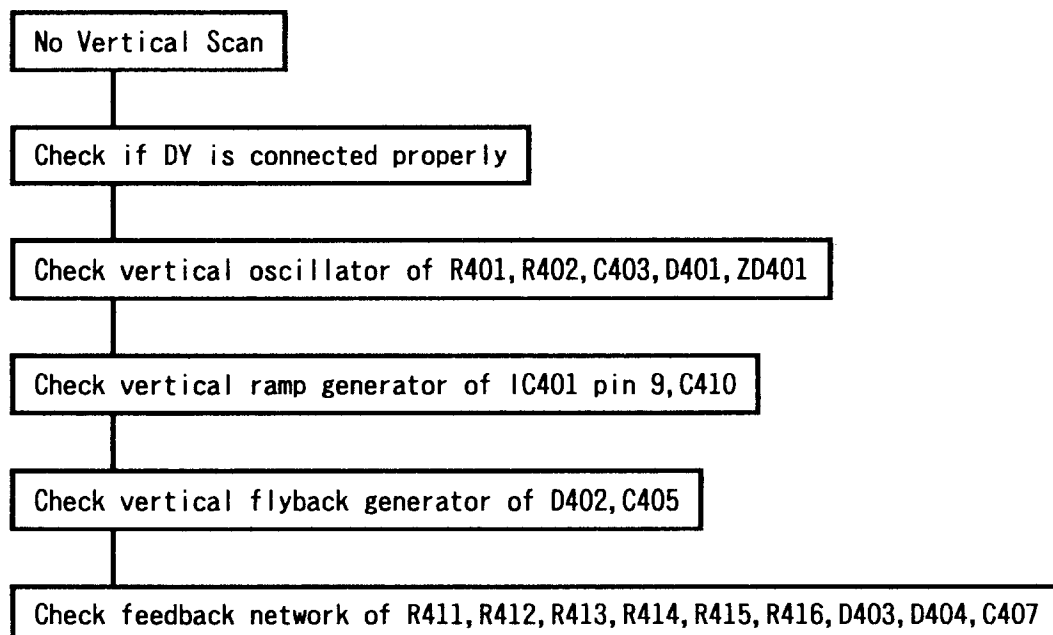 No Vertical Scan
Check if DY is connected properly
Check vertical oscillator of R401,R402,C403,D401,ZD401
Check vertical ramp generator of IC401 pin 9,C410
Check vertical flyback generator of D402,C405
Check feedback network of R411,R412,R413,R414,R415,R416,D403,D404,C407